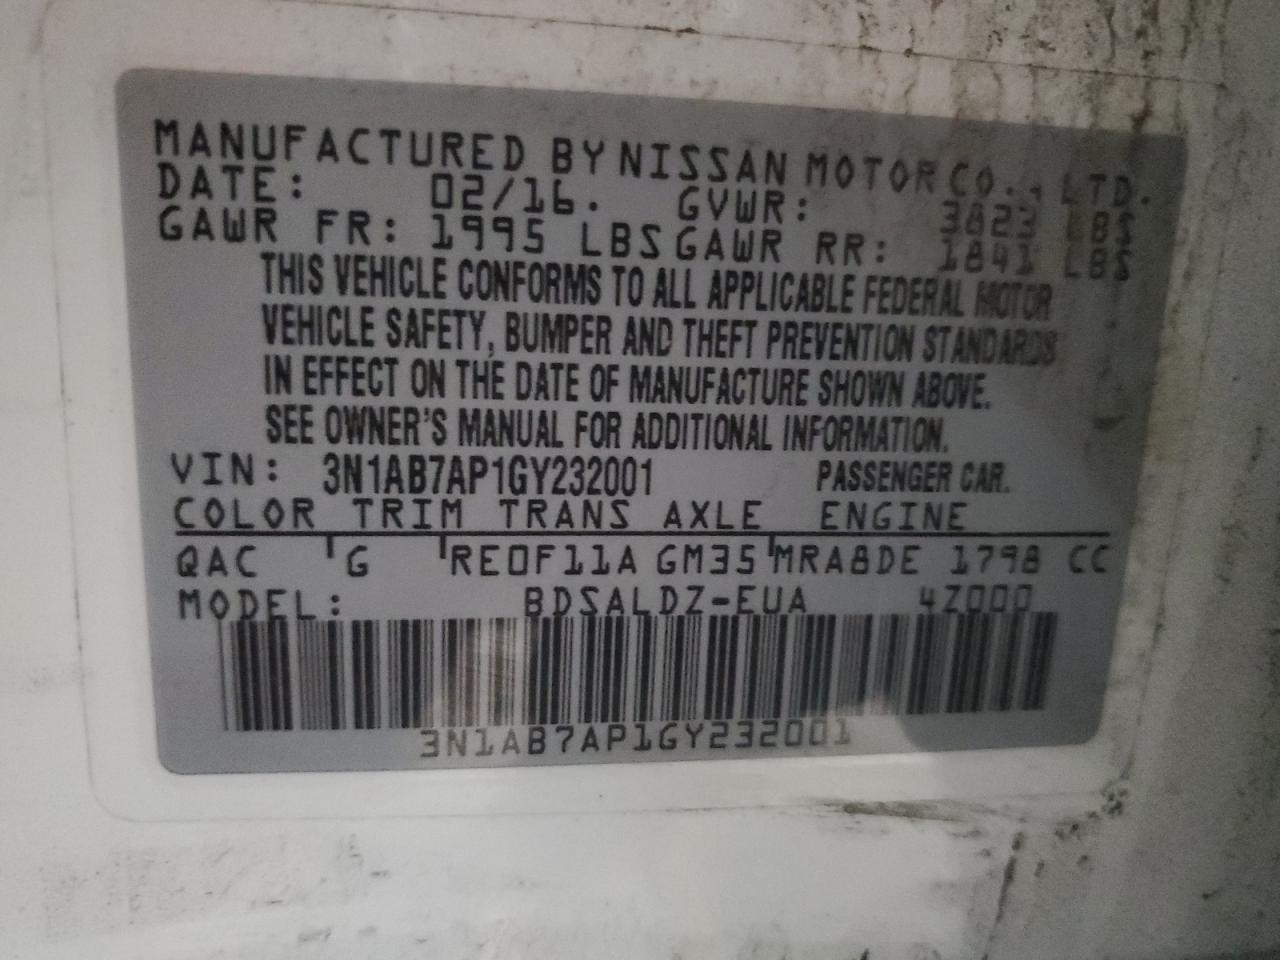 MANUFACTURED BY NISSAN MOTOR CO., LTD.
DATE: 02/16. GVWR: 3823 LBS
GAWR FR: 1995 LBS GAWR RR: 1841 LBS
THIS VEHICLE CONFORMS TO ALL APPLICABLE FEDERAL MOTOR
VEHICLE SAFETY, BUMPER AND THEFT PREVENTION STANDARDS
IN EFFECT ON THE DATE OF MANUFACTURE SHOWN ABOVE.
SEE OWNER'S MANUAL FOR ADDITIONAL INFORMATION.
VIN: 3N1AB7AP1GY232001 PASSENGER CAR.
COLOR TRIM TRANS AXLE ENGINE
QAC G RE0F11A GM35 MRA8DE 1798 CC
MODEL: BDSALDZ-EUA 4Z000
3N1AB7AP1GY232001